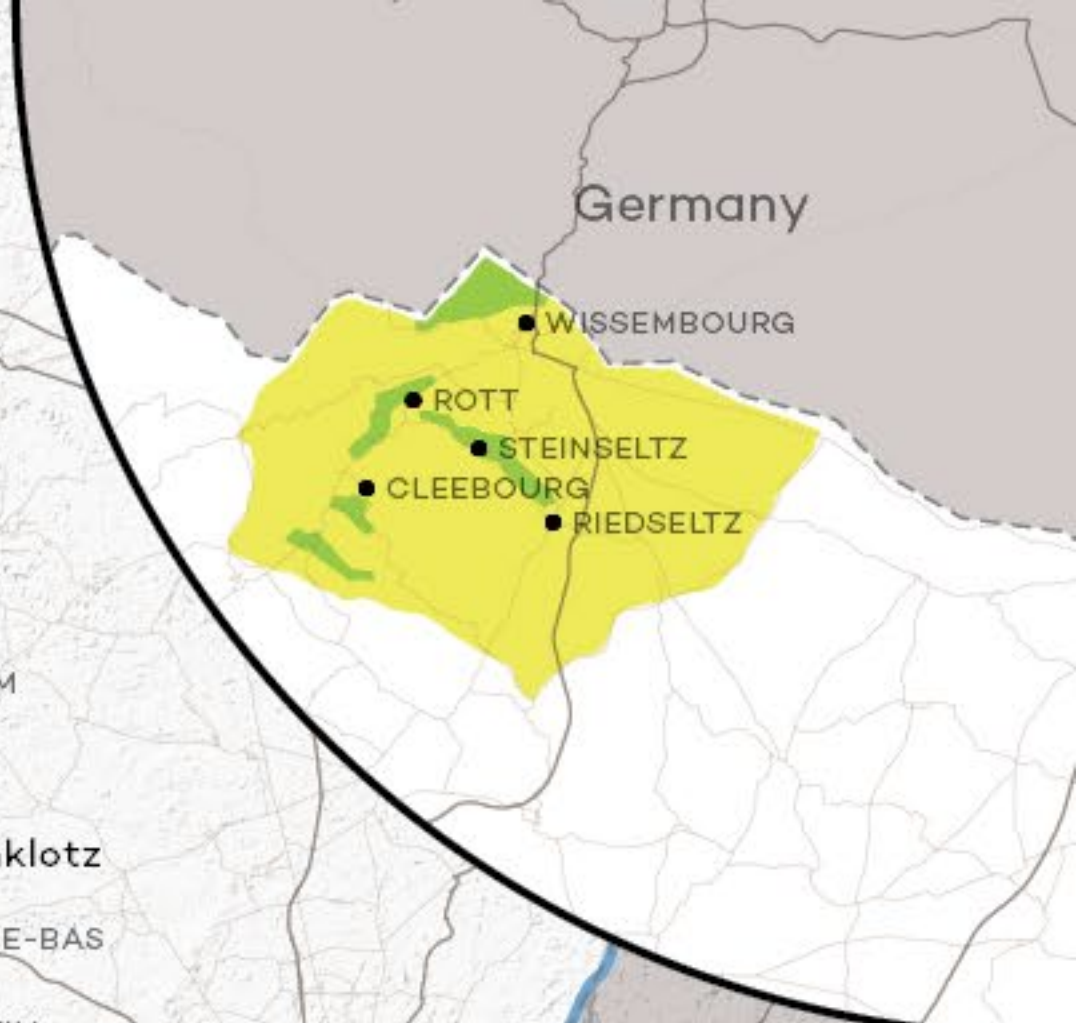 Germany
WISSEMBOURG
ROTT
STEINSELTZ
CLEEBOURG
RIEDSELTZ
M
klotz
E-BAS